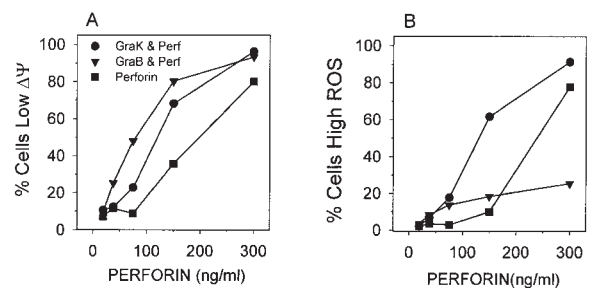 A
GraK & Perf
GraB & Perf
Perforin
% Cells Low ΔΨ
100
80
60
40
20
0
0 100 200 300
PERFORIN (ng/ml)
B
% Cells High ROS
100
80
60
40
20
0
0 100 200 300
PERFORIN(ng/ml)